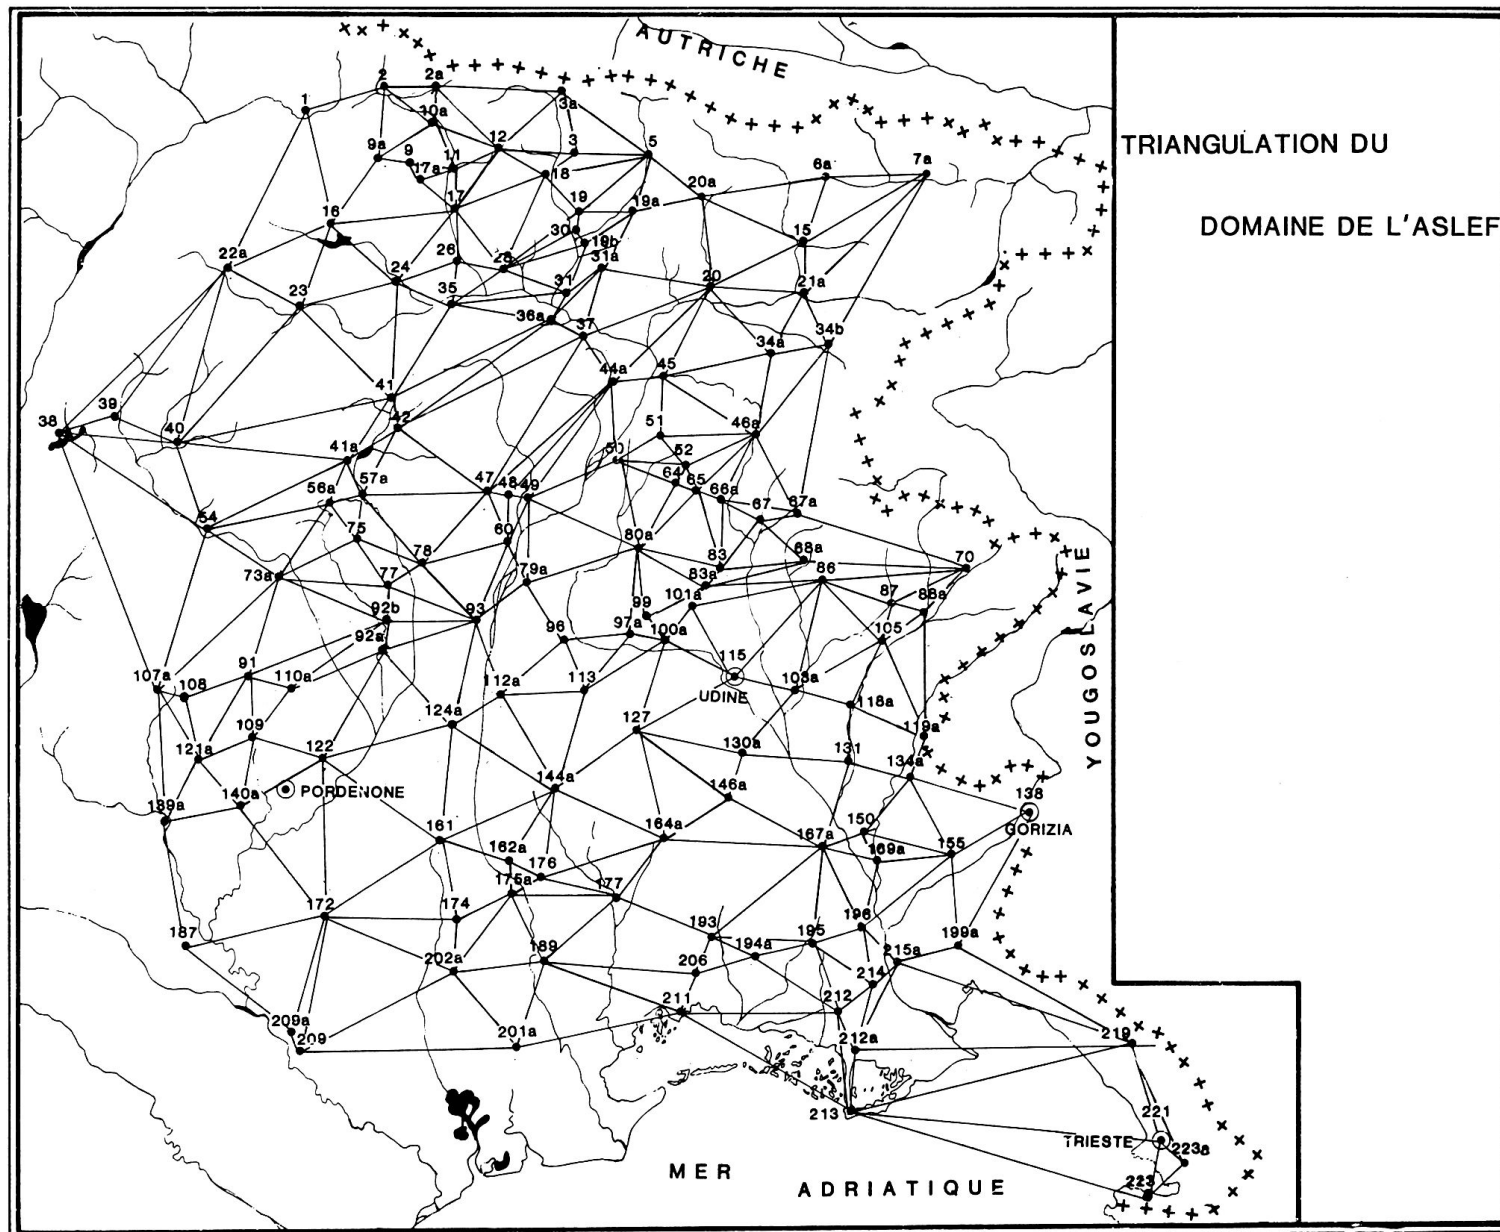 AUTRICHE
TRIANGULATION DU
DOMAINE DE L'ASLEF
2 2a
1 10a 3a
9a 9 11 12 3 5
17a 18 6a 7a
16 17 19 19a 20a
30 19b 15
22a 24 26 28 31a
23 35 31 20 21a
36a 37 34a 34b
41 44a 45
38 39 40 42 51 46a
41a 50 52
56a 57a 47 48 49 64 65 66a
54 75 60 67 67a
73a 78 80a 83 68a 70
77 79a 83a 86
92b 93 99 101a 87 88a
92a 96 97a 100a 105
107a 108 91 110a 112a 113 115 103a
UDINE
109 124a 127 118a
121a 122 130a 131 119a
134a
YOUGOSLAVIE
139a 140a PORDENONE 144a 146a 138
GORIZIA
161 162a 164a 167a 150 155
176 169a
172 174 175a 177
187 193 195 196 199a
202a 189 194a 215a
206 214
209a 211 212
209 201a 212a 219
213 221
TRIESTE
223a
223
MER
ADRIATIQUE